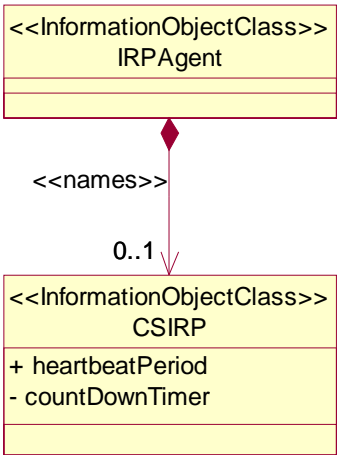 <<InformationObjectClass>>
IRPAgent
<<names>>
0..1
<<InformationObjectClass>>
CSIRP
+ heartbeatPeriod
- countDownTimer